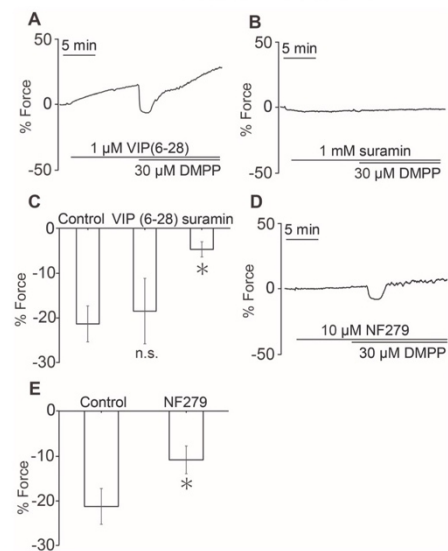 A
50
5 min
0
-50
% Force
1 µM VIP(6-28)
30 µM DMPP
B
50
5 min
0
-50
% Force
1 mM suramin
30 µM DMPP
C
Control VIP (6-28) suramin
0
-10
-20
-30
% Force
*
n.s.
D
50
5 min
0
-50
% Force
10 µM NF279
30 µM DMPP
E
Control NF279
0
-10
-20
-30
% Force
*